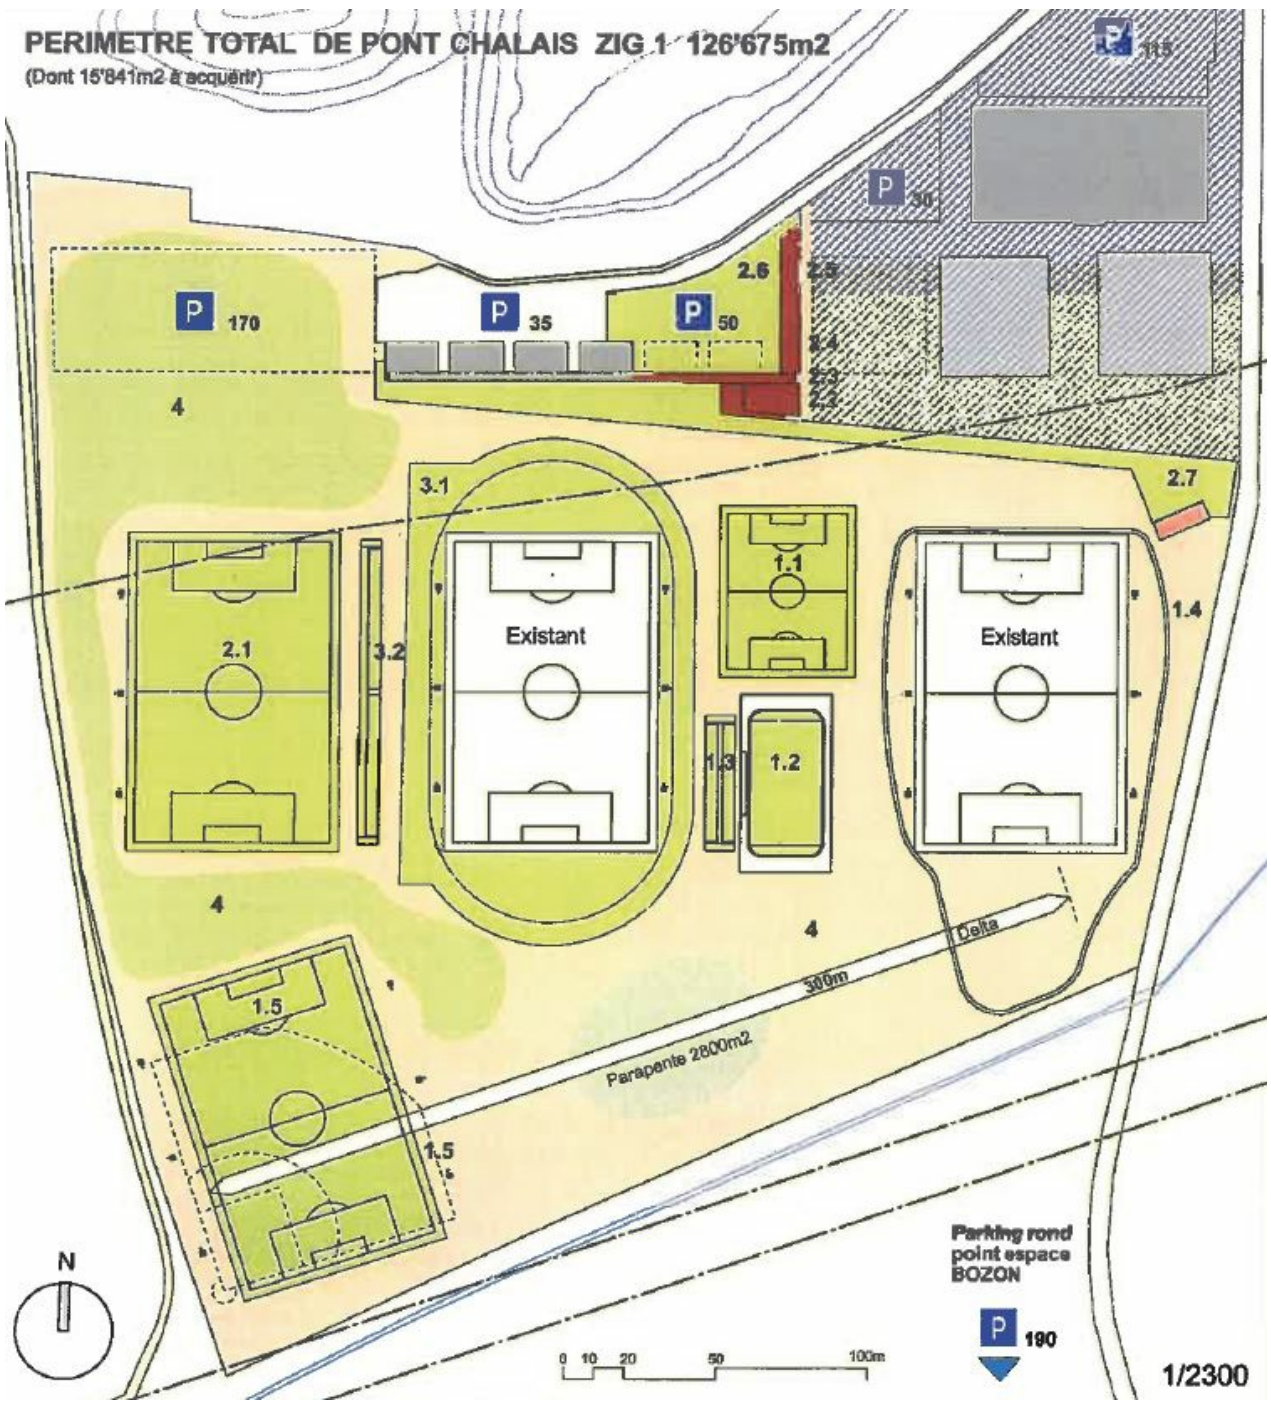 PERIMETRE TOTAL DE PONT CHALAIS ZIG 1 126'675m2
(Dont 15'841m2 à acquérir)
P 115
P 30
2.6
2.5
P 170
P 35
P 50
2.4
2.3
2.2
4
3.1
2.7
1.1
1.4
Existant
Existant
2.1
3.2
1.3
1.2
4
4
Delta
300m
1.5
Parapente 2800m2
1.5
Parking rond
point espace
BOZON
N
P 190
0 10 20 50 100m
1/2300